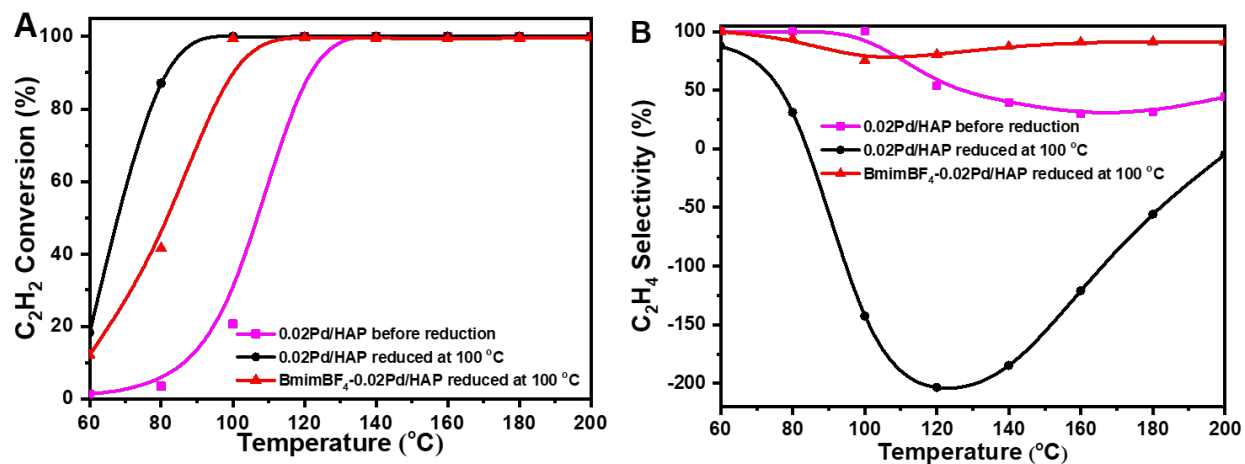 A
C₂H₂ Conversion (%)
100
80
60
40
20
0
0.02Pd/HAP before reduction
0.02Pd/HAP reduced at 100 °C
BmimBF₄-0.02Pd/HAP reduced at 100 °C
60 80 100 120 140 160 180 200
Temperature (°C)
B
C₂H₄ Selectivity (%)
100
50
0
-50
-100
-150
-200
0.02Pd/HAP before reduction
0.02Pd/HAP reduced at 100 °C
BmimBF₄-0.02Pd/HAP reduced at 100 °C
60 80 100 120 140 160 180 200
Temperature (°C)